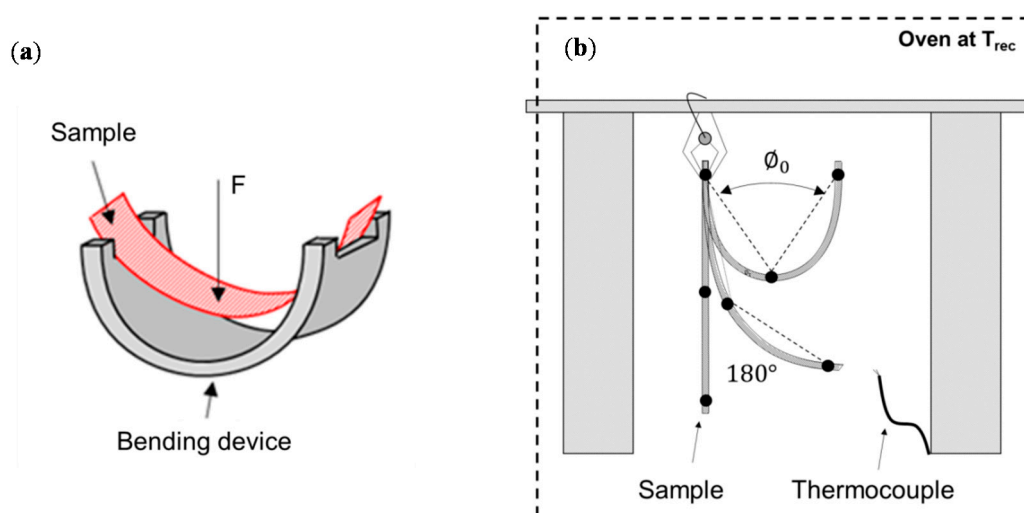 (a)
Sample
F
Bending device
(b)
Oven at Trec
Ø0
180°
Sample
Thermocouple